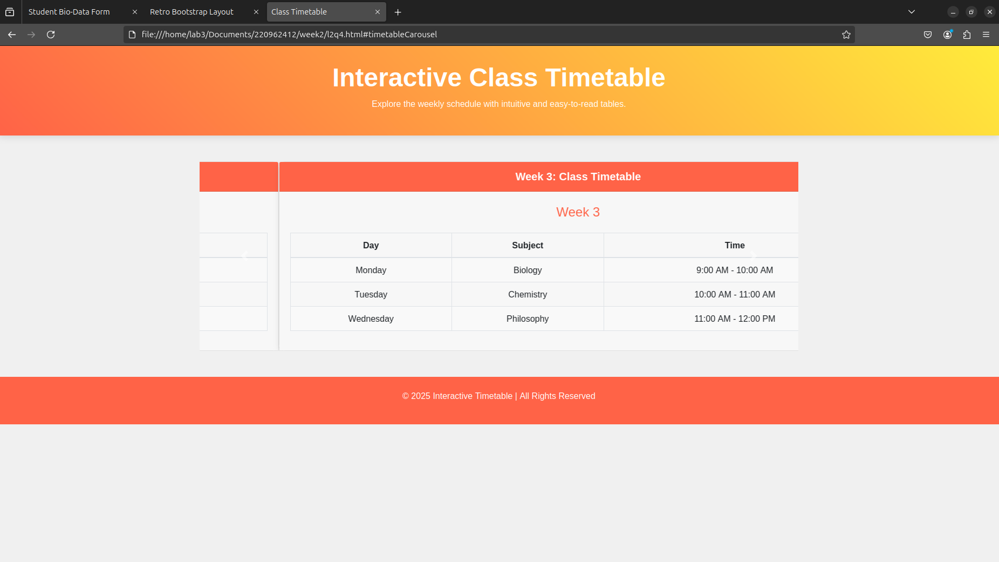 Student Bio-Data Form
Retro Bootstrap Layout
Class Timetable
file:///home/lab3/Documents/220962412/week2/l2q4.html#timetableCarousel
Interactive Class Timetable
Explore the weekly schedule with intuitive and easy-to-read tables.
Week 3: Class Timetable
Week 3
Day Subject Time
Monday Biology 9:00 AM - 10:00 AM
Tuesday Chemistry 10:00 AM - 11:00 AM
Wednesday Philosophy 11:00 AM - 12:00 PM
© 2025 Interactive Timetable | All Rights Reserved